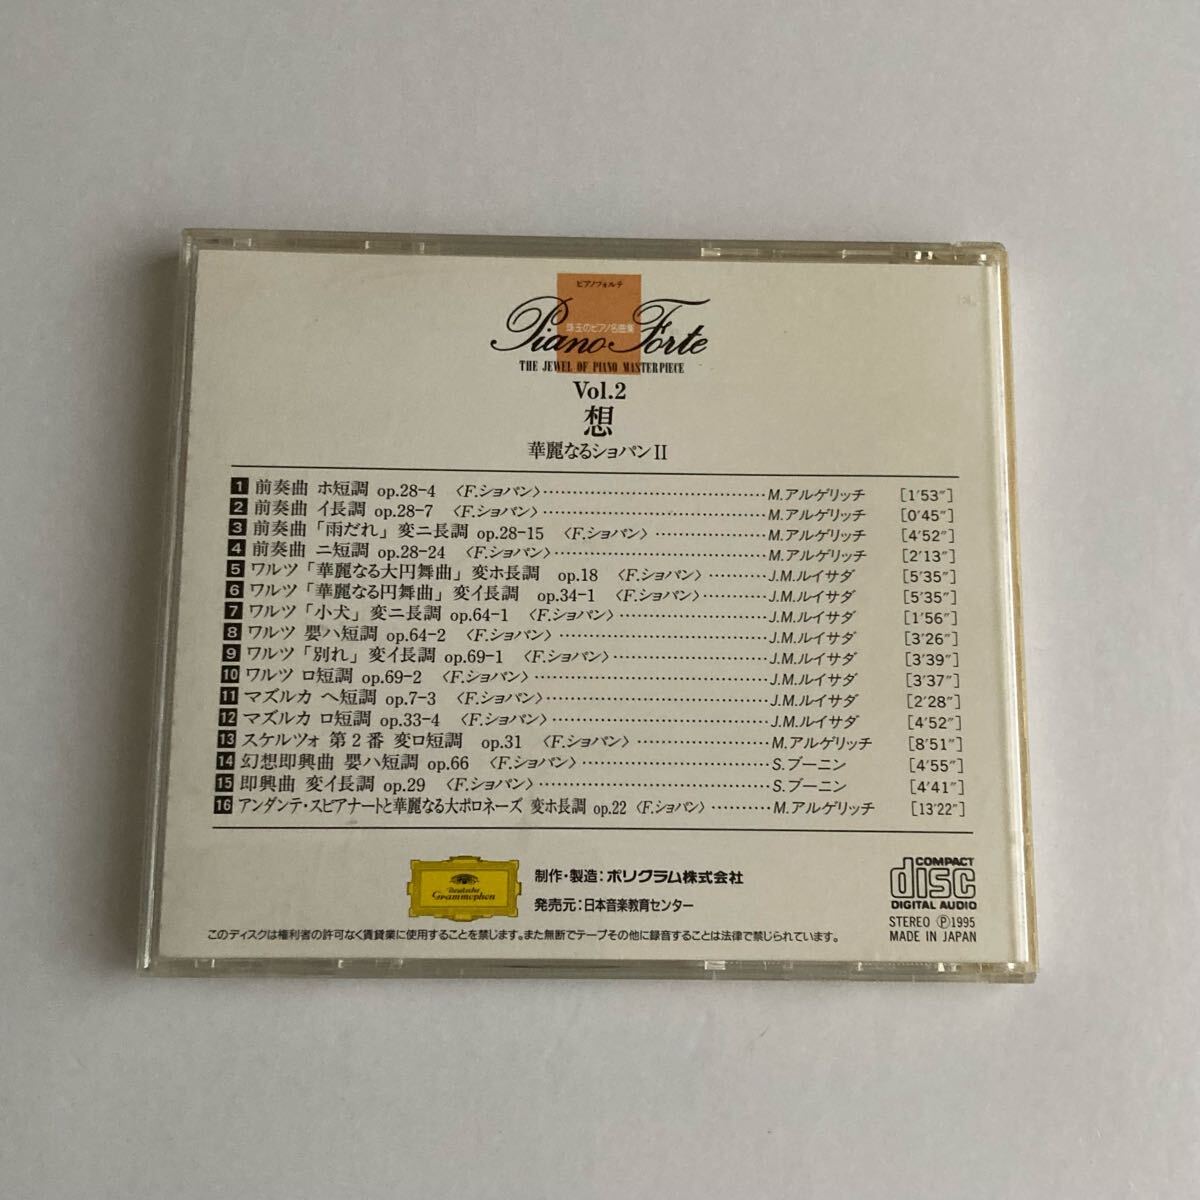 ピアノフォルテ
Piano Forte
珠玉のピアノ名曲集
THE JEWEL OF PIANO MASTERPIECE
Vol.2
想
華麗なるショパンII
1 前奏曲 ホ短調 op.28-4 〈F.ショパン〉 M.アルゲリッチ [1'53"]
2 前奏曲 イ長調 op.28-7 〈F.ショパン〉 M.アルゲリッチ [0'45"]
3 前奏曲「雨だれ」変ニ長調 op.28-15 〈F.ショパン〉 M.アルゲリッチ [4'52"]
4 前奏曲 ニ短調 op.28-24 〈F.ショパン〉 M.アルゲリッチ [2'13"]
5 ワルツ「華麗なる大円舞曲」変ホ長調 op.18 〈F.ショパン〉 J.M.ルイサダ [5'35"]
6 ワルツ「華麗なる円舞曲」変イ長調 op.34-1 〈F.ショパン〉 J.M.ルイサダ [5'35"]
7 ワルツ「小犬」変ニ長調 op.64-1 〈F.ショパン〉 J.M.ルイサダ [1'56"]
8 ワルツ 嬰ハ短調 op.64-2 〈F.ショパン〉 J.M.ルイサダ [3'26"]
9 ワルツ「別れ」変イ長調 op.69-1 〈F.ショパン〉 J.M.ルイサダ [3'39"]
10 ワルツ ロ短調 op.69-2 〈F.ショパン〉 J.M.ルイサダ [3'37"]
11 マズルカ ヘ短調 op.7-3 〈F.ショパン〉 J.M.ルイサダ [2'28"]
12 マズルカ ロ短調 op.33-4 〈F.ショパン〉 J.M.ルイサダ [4'52"]
13 スケルツォ 第2番 変ロ短調 op.31 〈F.ショパン〉 M.アルゲリッチ [8'51"]
14 幻想即興曲 嬰ハ短調 op.66 〈F.ショパン〉 S.ブーニン [4'55"]
15 即興曲 変イ長調 op.29 〈F.ショパン〉 S.ブーニン [4'41"]
16 アンダンテ・スピアナートと華麗なる大ポロネーズ 変ホ長調 op.22 〈F.ショパン〉 M.アルゲリッチ [13'22"]
Deutsche
Grammophon
制作・製造：ポリグラム株式会社
発売元：日本音楽教育センター
COMPACT
disc
DIGITAL AUDIO
STEREO Ⓟ1995
MADE IN JAPAN
このディスクは権利者の許可なく賃貸業に使用することを禁じます。また無断でテープその他に録音することは法律で禁じられています。